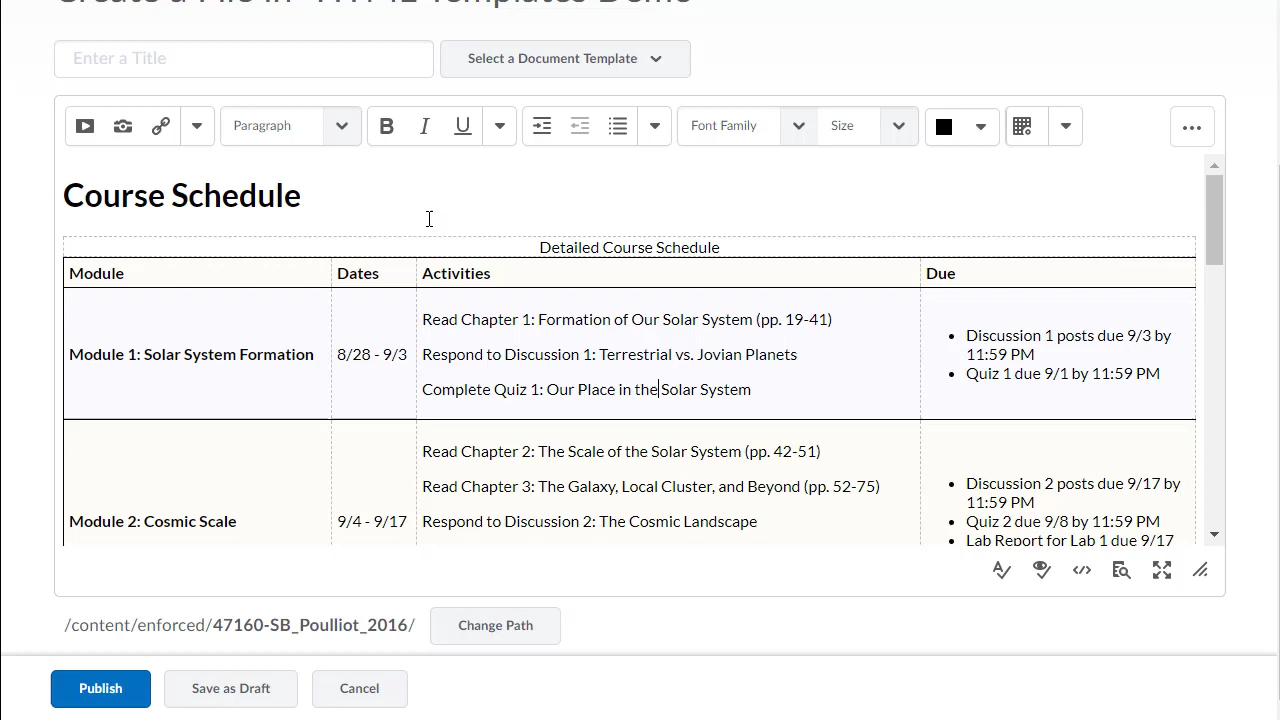 Create a File in "HTML Templates Demo"
Enter a Title
Select a Document Template
Paragraph
B I U
Font Family
Size
Course Schedule
Detailed Course Schedule
Module Dates Activities Due
Module 1: Solar System Formation
8/28 - 9/3
Read Chapter 1: Formation of Our Solar System (pp. 19-41)
Respond to Discussion 1: Terrestrial vs. Jovian Planets
Complete Quiz 1: Our Place in the Solar System
Discussion 1 posts due 9/3 by
11:59 PM
Quiz 1 due 9/1 by 11:59 PM
Module 2: Cosmic Scale
9/4 - 9/17
Read Chapter 2: The Scale of the Solar System (pp. 42-51)
Read Chapter 3: The Galaxy, Local Cluster, and Beyond (pp. 52-75)
Respond to Discussion 2: The Cosmic Landscape
Discussion 2 posts due 9/17 by
11:59 PM
Quiz 2 due 9/8 by 11:59 PM
Lab Report for Lab 1 due 9/17
/content/enforced/47160-SB_Poulliot_2016/
Change Path
Publish
Save as Draft
Cancel